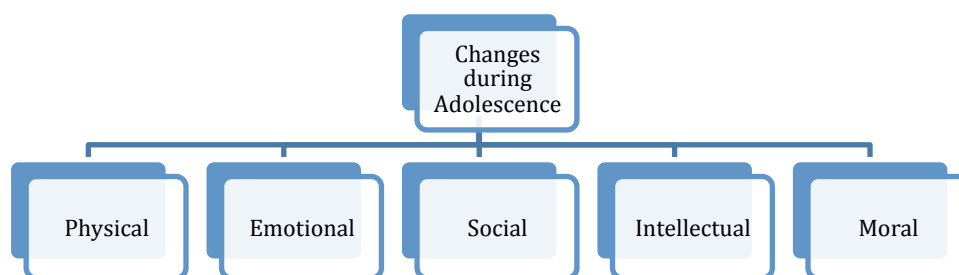 Changes
during
Adolescence
Physical
Emotional
Social
Intellectual
Moral